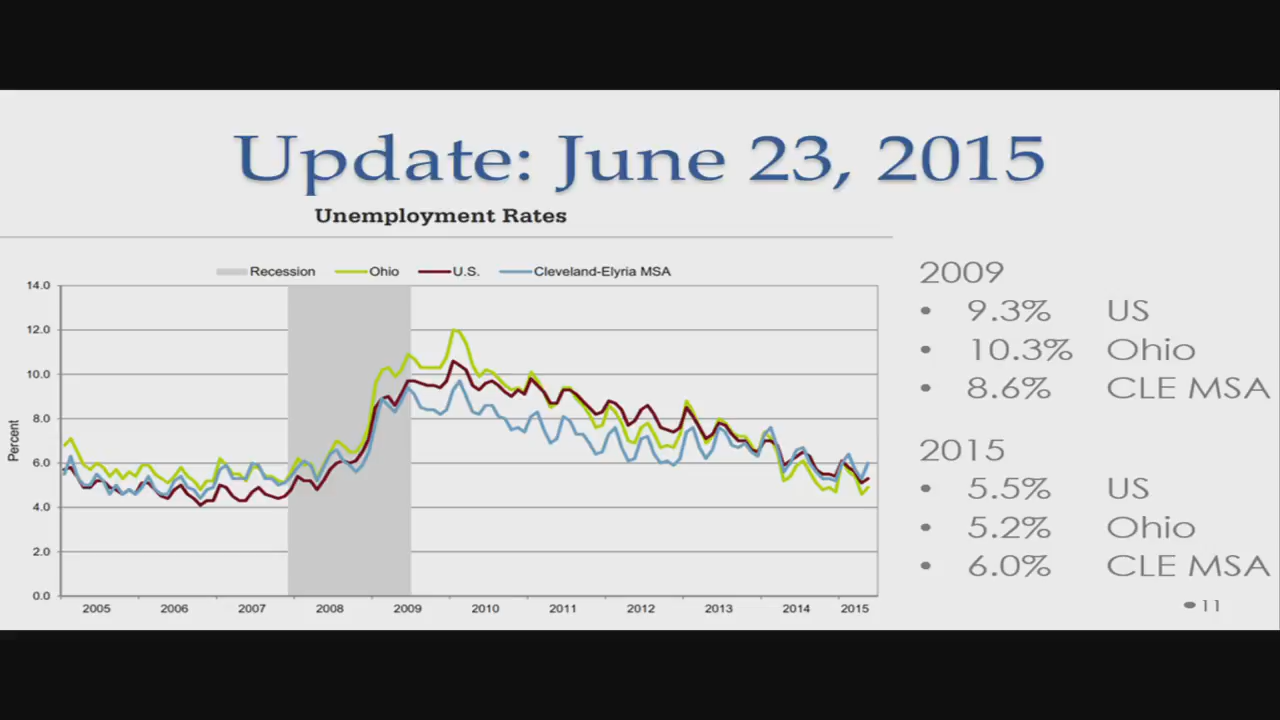 Update: June 23, 2015
Unemployment Rates
Recession Ohio U.S. Cleveland-Elyria MSA
14.0
12.0
10.0
8.0
6.0
4.0
2.0
0.0
Percent
2005 2006 2007 2008 2009 2010 2011 2012 2013 2014 2015
2009
• 9.3% US
• 10.3% Ohio
• 8.6% CLE MSA
2015
• 5.5% US
• 5.2% Ohio
• 6.0% CLE MSA
• 11